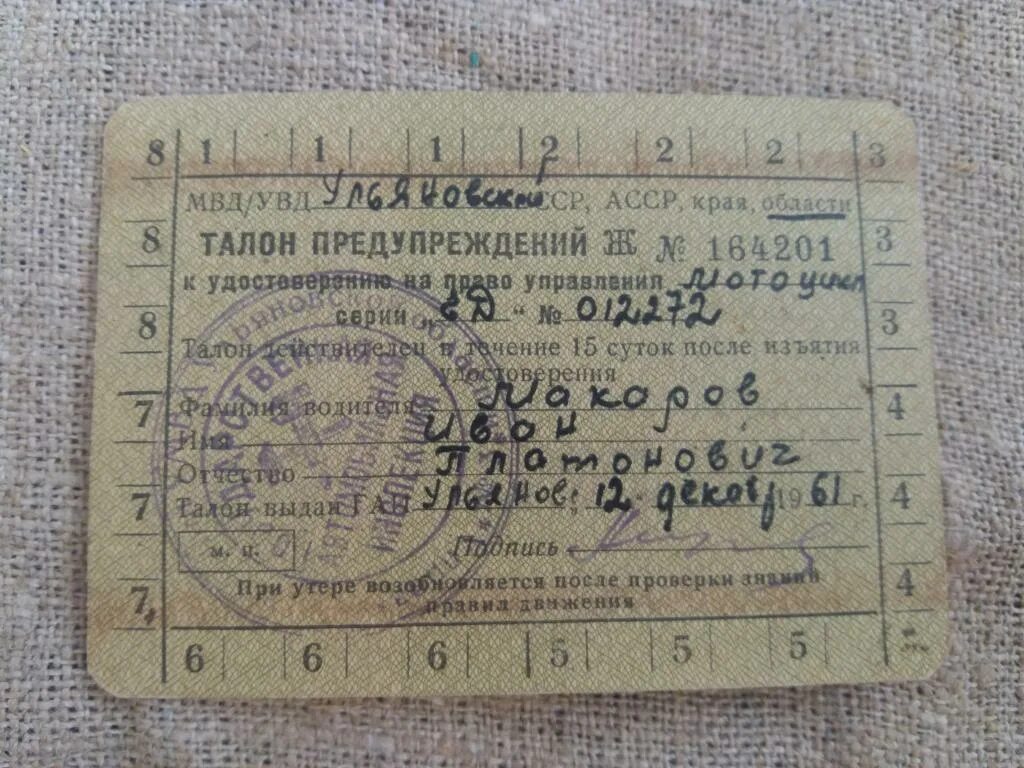 8 1 1 1 2 2 2 3
МВД/УВД Ульяновский ССР, АССР, края, области
8 ТАЛОН ПРЕДУПРЕЖДЕНИЙ Ж № 164201 3
к удостоверению на право управления мотоцикл
серии „ЕД“ № 012272
8 3
Талон действителен в течение 15 суток после изъятия
удостоверения
7 Фамилия водителя Макаров 4
Имя Иван
Отчество Платонович
7 Талон выдан ГАИ Ульянов. „12 декабр 1961 г. 4
м. п. Подпись
При утере возобновляется после проверки знаний
7 правил движения 4
6 6 6 5 5 5
ИНСПЕКЦИЯ